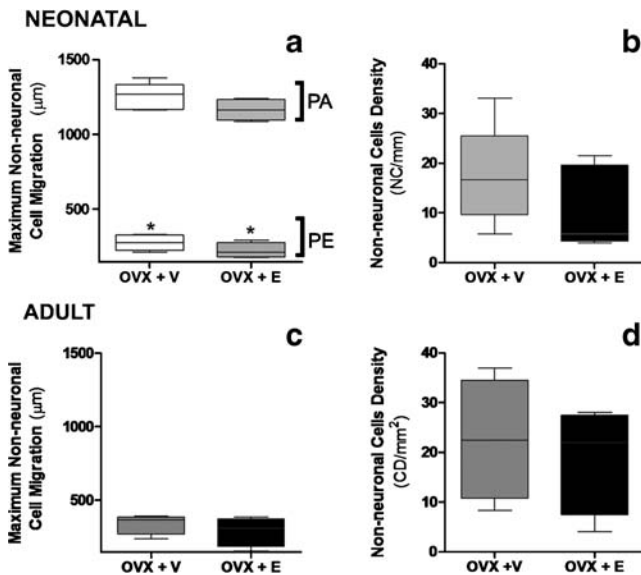 NEONATAL
a
Maximum Non-neuronal
Cell Migration (μm)
1500
1000
500
*
*
PA
PE
OVX + V
OVX + E
b
Non-neuronal Cells Density
(NC/mm)
40
30
20
10
0
OVX + V
OVX + E
ADULT
c
Maximum Non-neuronal
Cell Migration (μm)
1500
1000
500
OVX + V
OVX + E
d
Non-neuronal Cells Density
(CD/mm²)
40
30
20
10
0
OVX +V
OVX + E